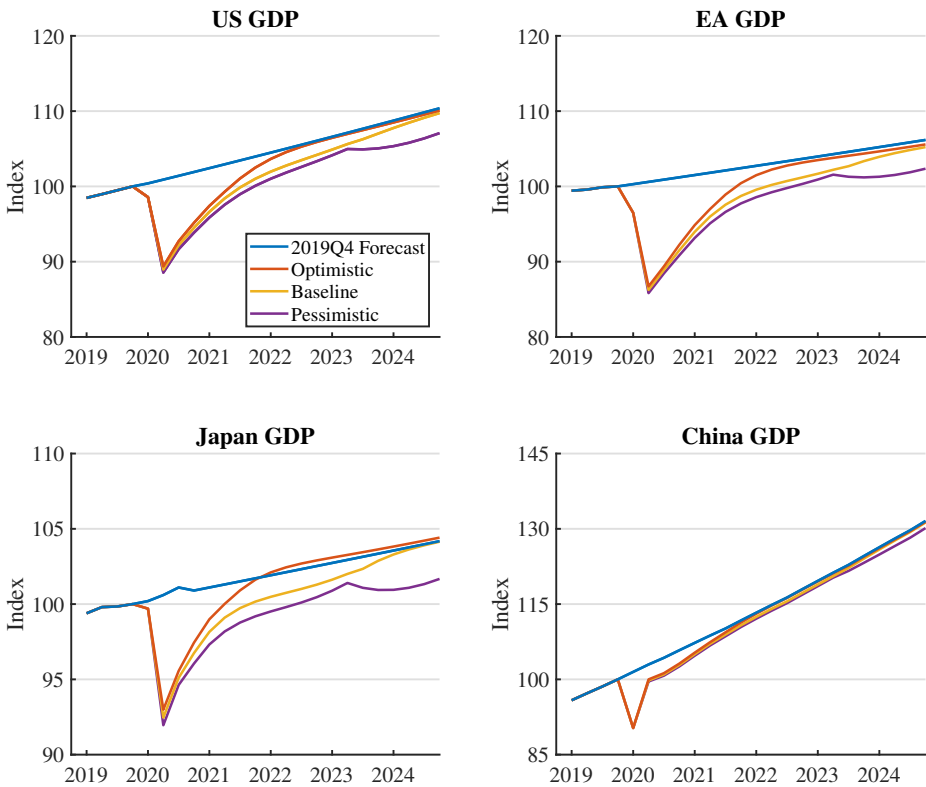 US GDP
120
110
100
90
80
Index
2019 2020 2021 2022 2023 2024
2019Q4 Forecast
Optimistic
Baseline
Pessimistic
EA GDP
120
110
100
90
80
Index
2019 2020 2021 2022 2023 2024
Japan GDP
110
105
100
95
90
Index
2019 2020 2021 2022 2023 2024
China GDP
145
130
115
100
85
Index
2019 2020 2021 2022 2023 2024